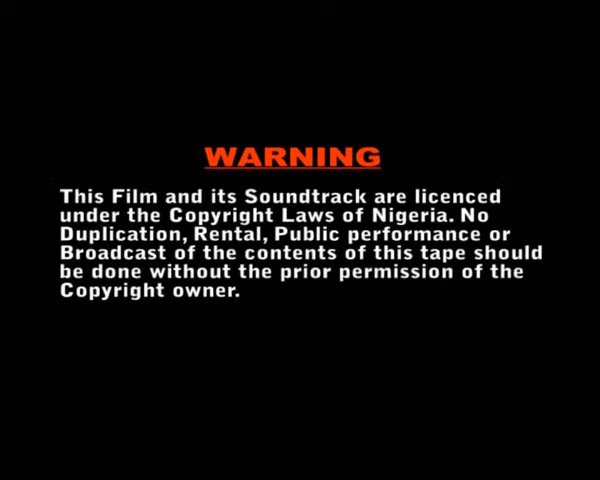 WARNING
This Film and its Soundtrack are licenced
under the Copyright Laws of Nigeria. No
Duplication, Rental, Public performance or
Broadcast of the contents of this tape should
be done without the prior permission of the
Copyright owner.